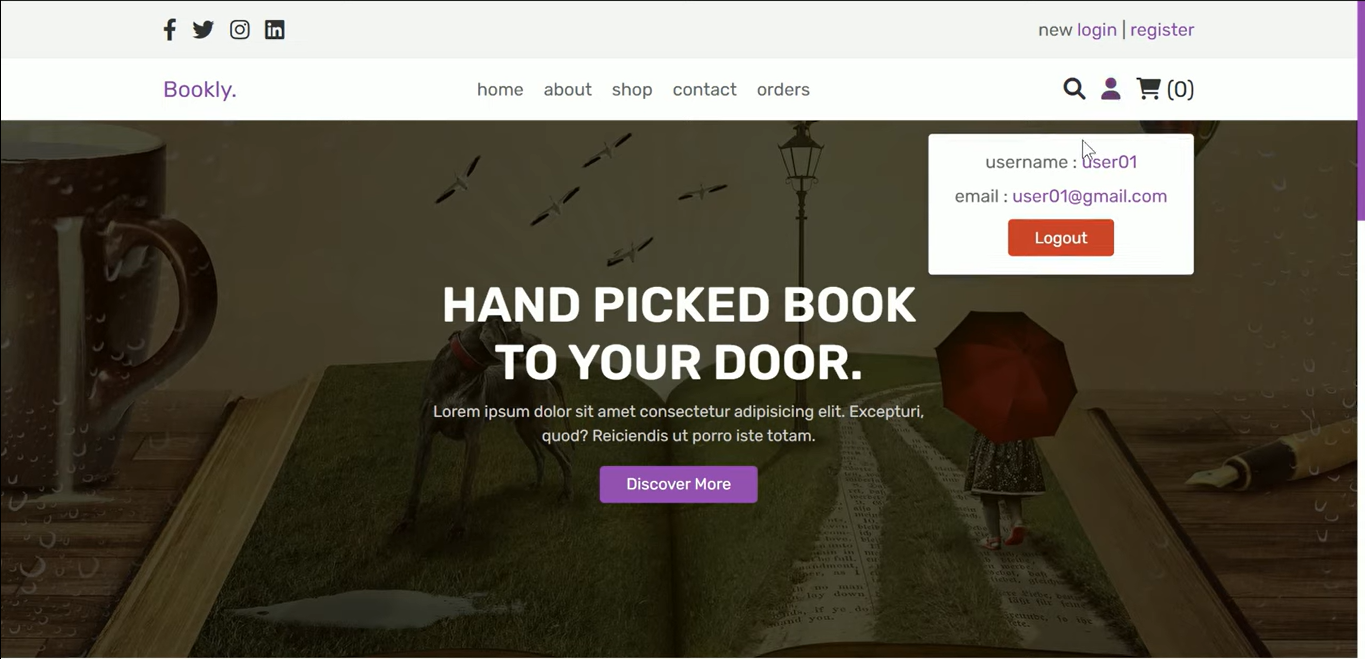 new login | register
Bookly.
home about shop contact orders
(0)
username : user01
email : user01@gmail.com
Logout
HAND PICKED BOOK
TO YOUR DOOR.
Lorem ipsum dolor sit amet consectetur adipisicing elit. Excepturi,
quod? Reiciendis ut porro iste totam.
Discover More